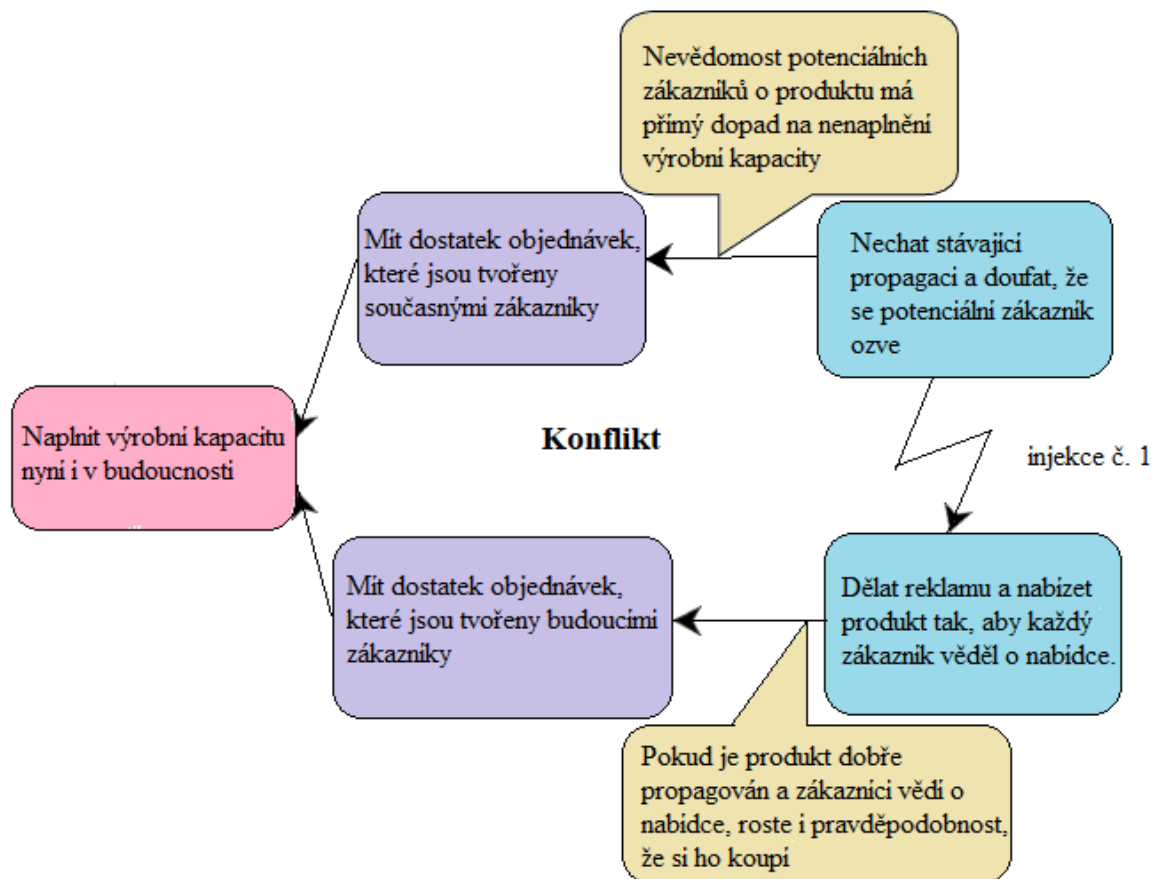 Nevědomost potenciálních
zákazníků o produktu má
přímý dopad na nenaplnění
výrobní kapacity
Mít dostatek objednávek,
které jsou tvořeny
současnými zákazníky
Nechat stávající
propagaci a doufat, že
se potenciální zákazník
ozve
Naplnit výrobní kapacitu
nyní i v budoucnosti
Konflikt
injekce č. 1
Mít dostatek objednávek,
které jsou tvořeny budoucími
zákazníky
Dělat reklamu a nabízet
produkt tak, aby každý
zákazník věděl o nabídce.
Pokud je produkt dobře
propagován a zákazníci vědí o
nabídce, roste i pravděpodobnost,
že si ho koupí